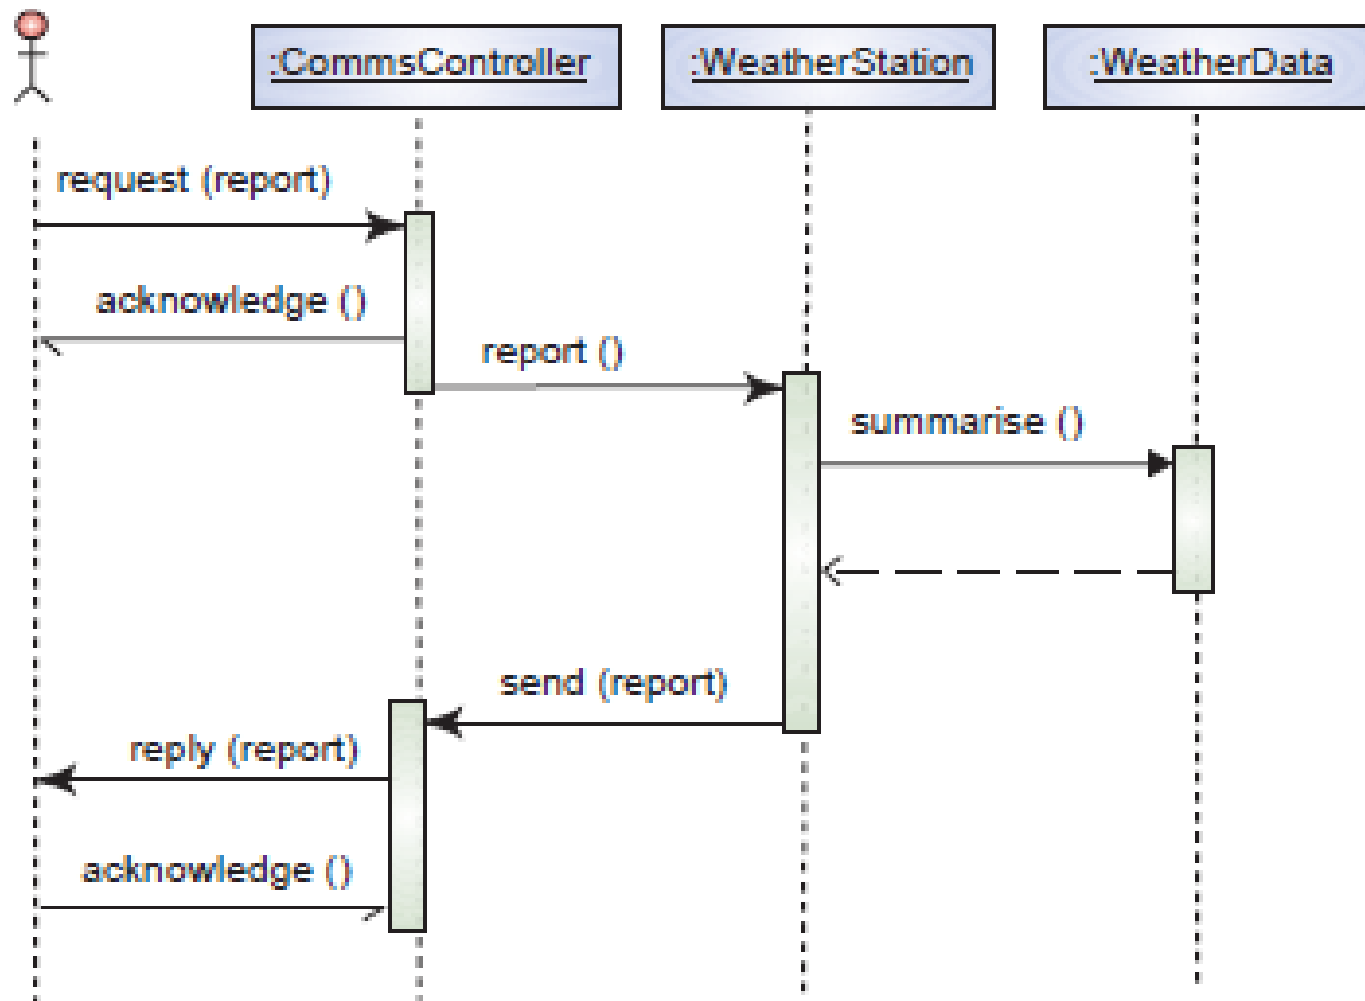 :CommsController
:WeatherStation
:WeatherData
request (report)
acknowledge ()
report ()
summarise ()
send (report)
reply (report)
acknowledge ()